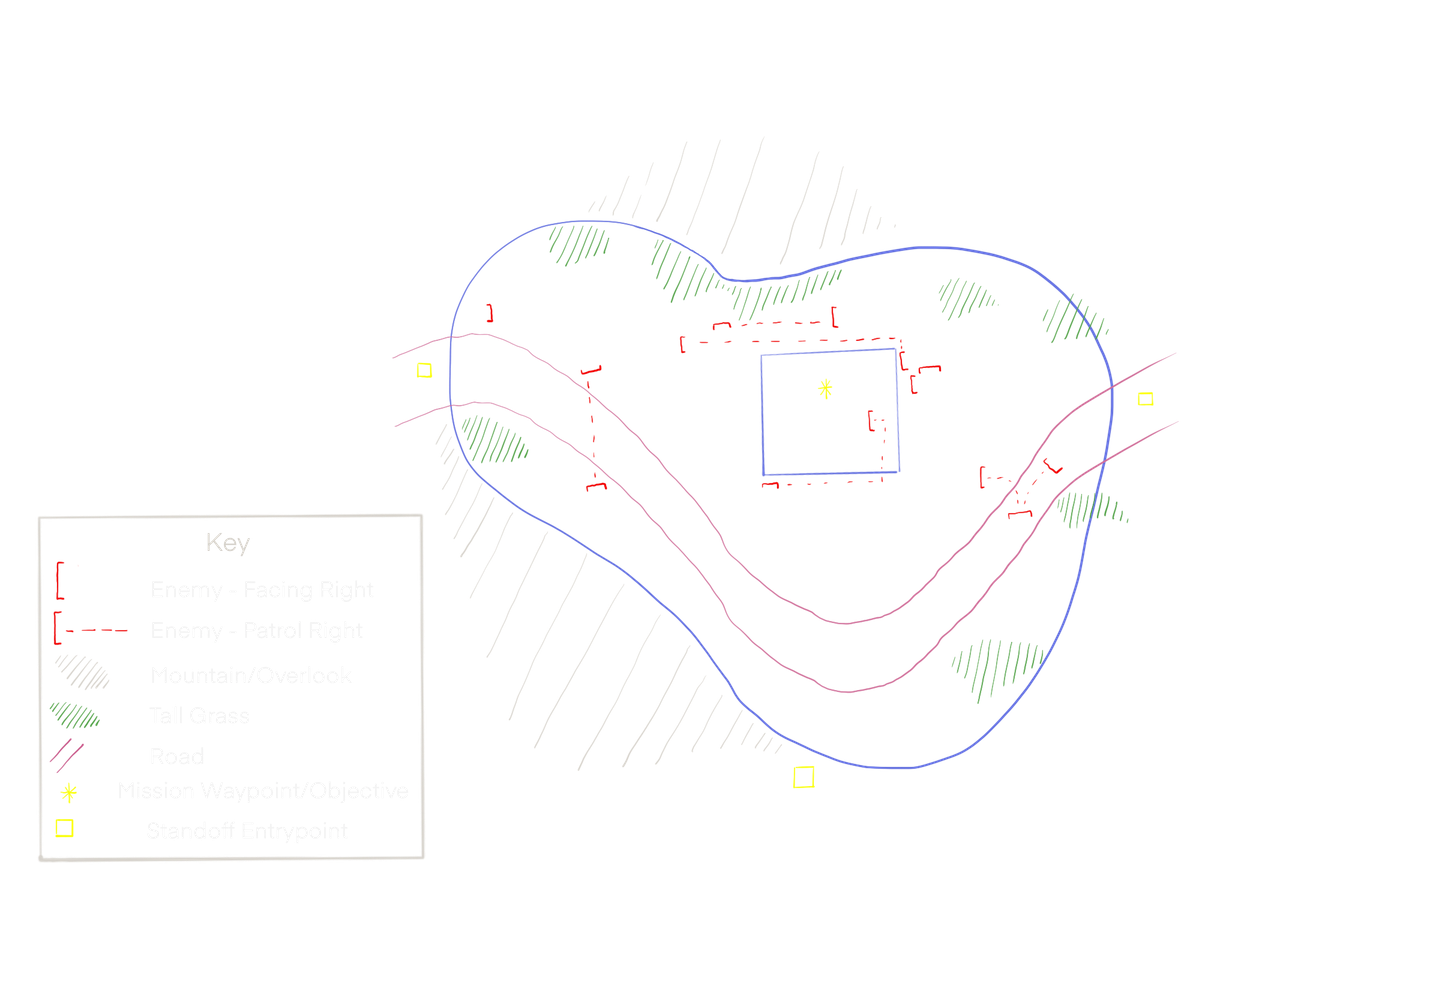 Key
Enemy - Facing Right
Enemy - Patrol Right
Mountain/Overlook
Tall Grass
Road
Mission Waypoint/Objective
Standoff Entrypoint